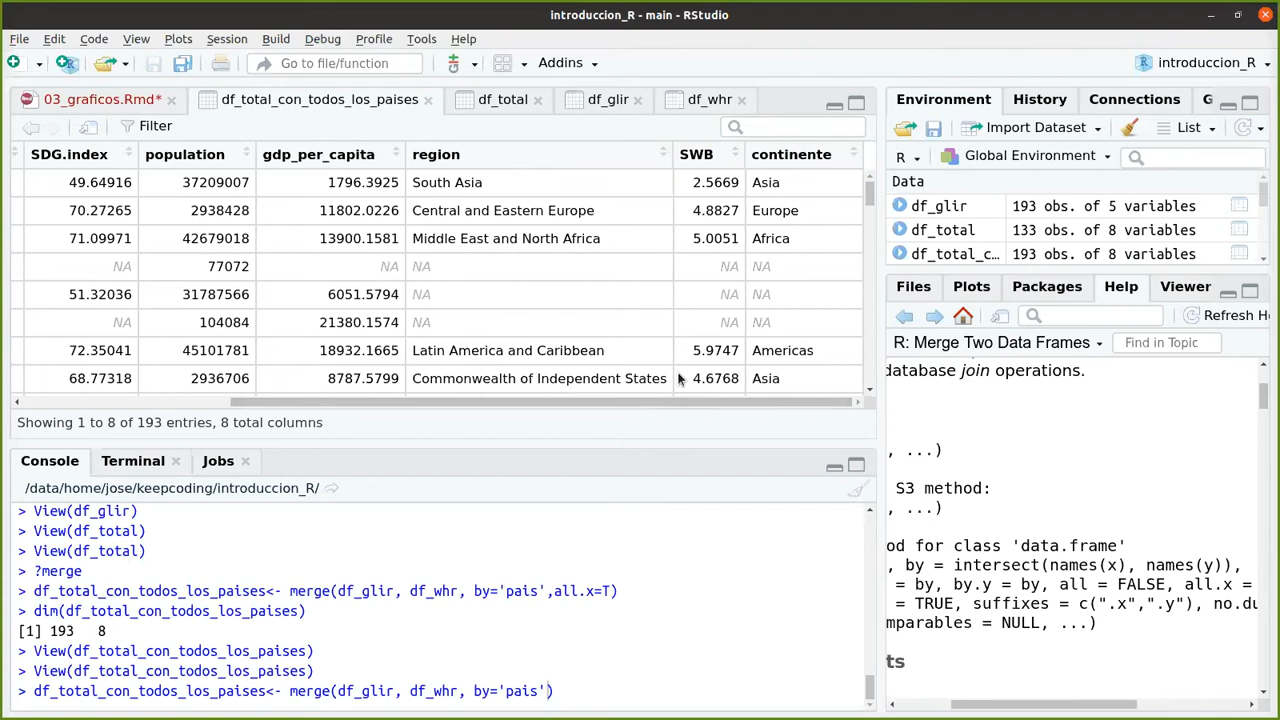 introduccion_R - main - RStudio
File Edit Code View Plots Session Build Debug Profile Tools Help
Go to file/function Addins introduccion_R
03_graficos.Rmd* df_total_con_todos_los_paises df_total df_glir df_whr
Filter
SDG.index population gdp_per_capita region SWB continente
49.64916 37209007 1796.3925 South Asia 2.5669 Asia
70.27265 2938428 11802.0226 Central and Eastern Europe 4.8827 Europe
71.09971 42679018 13900.1581 Middle East and North Africa 5.0051 Africa
NA 77072 NA NA NA NA
51.32036 31787566 6051.5794 NA NA NA
NA 104084 21380.1574 NA NA NA
72.35041 45101781 18932.1665 Latin America and Caribbean 5.9747 Americas
68.77318 2936706 8787.5799 Commonwealth of Independent States 4.6768 Asia
Showing 1 to 8 of 193 entries, 8 total columns
Console Terminal Jobs
/data/home/jose/keepcoding/introduccion_R/
> View(df_glir)
> View(df_total)
> View(df_total)
> ?merge
> df_total_con_todos_los_paises<- merge(df_glir, df_whr, by='pais',all.x=T)
> dim(df_total_con_todos_los_paises)
[1] 193   8
> View(df_total_con_todos_los_paises)
> View(df_total_con_todos_los_paises)
> df_total_con_todos_los_paises<- merge(df_glir, df_whr, by='pais')
Environment History Connections G
Import Dataset List
R Global Environment
Data
df_glir 193 obs. of 5 variables
df_total 133 obs. of 8 variables
df_total_c… 193 obs. of 8 variables
Files Plots Packages Help Viewer
Refresh He
R: Merge Two Data Frames Find in Topic
database join operations.
, ...)
S3 method:
, ...)
od for class 'data.frame'
, by = intersect(names(x), names(y)),
= by, by.y = by, all = FALSE, all.x =
= TRUE, suffixes = c(".x",".y"), no.du
mparables = NULL, ...)
ts